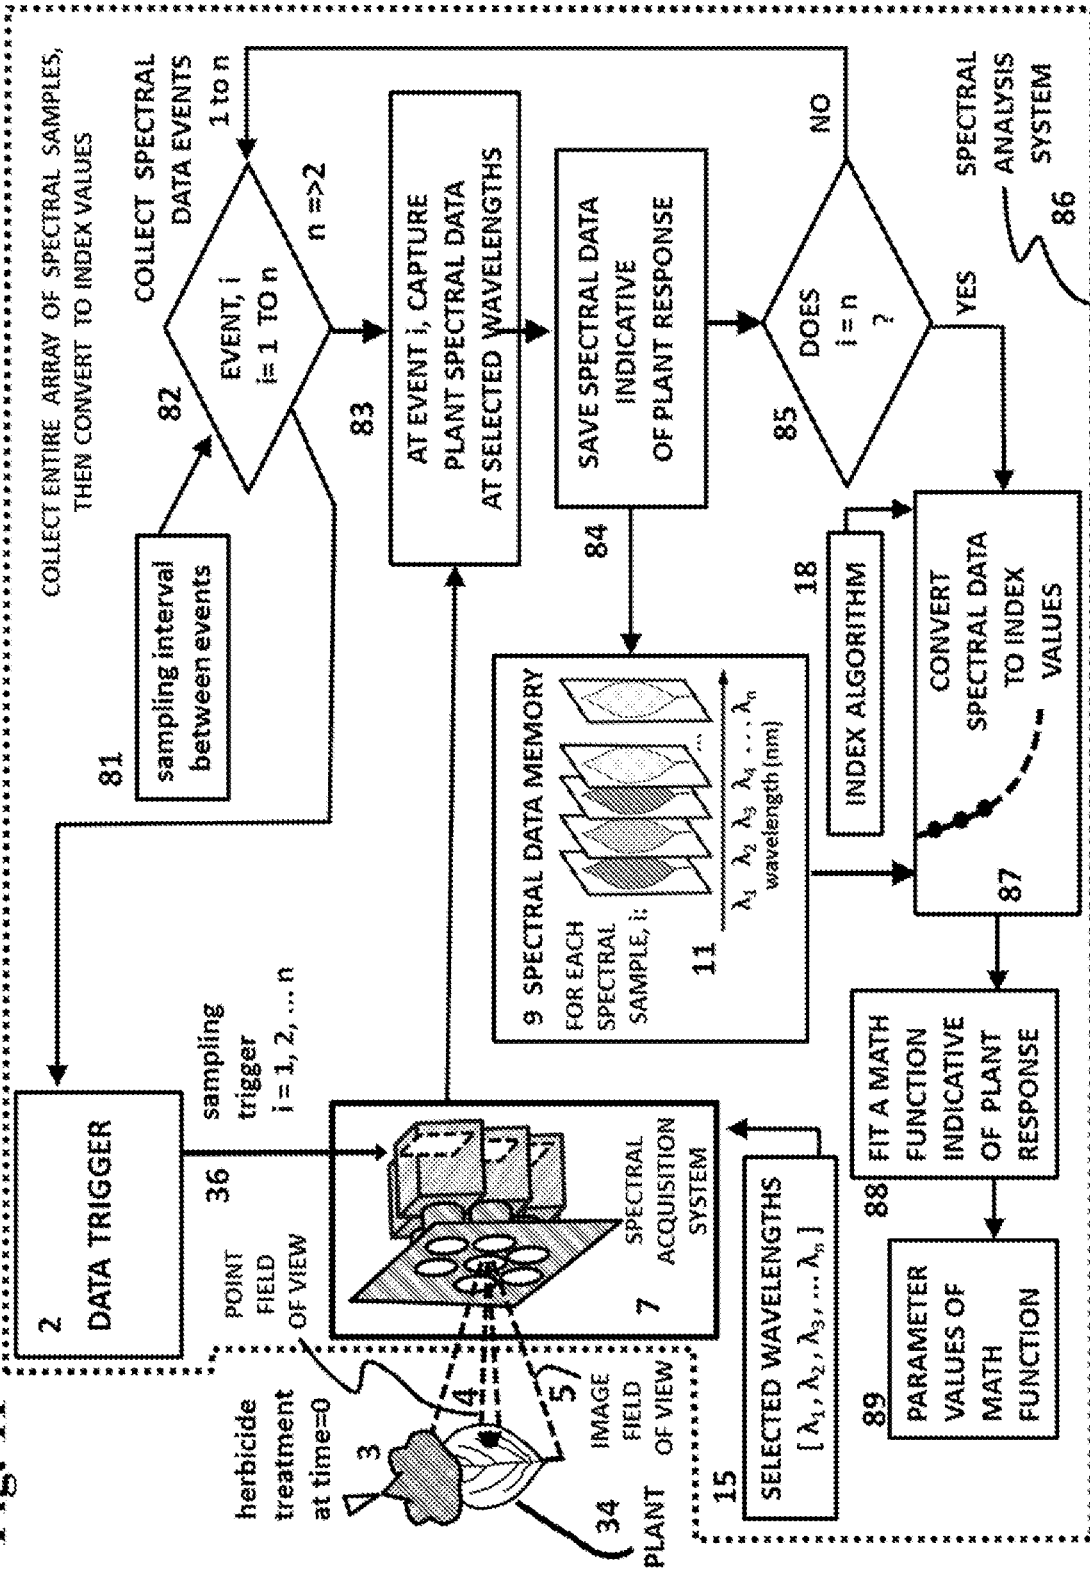 COLLECT ENTIRE ARRAY OF SPECTRAL SAMPLES,
THEN CONVERT TO INDEX VALUES
2
DATA TRIGGER
81
sampling interval
between events
82
EVENT, i
i= 1 TO n
COLLECT SPECTRAL
DATA EVENTS
1 to n
n =>2
36
sampling
trigger
i = 1, 2, ... n
herbicide
treatment
at time=0
POINT
FIELD
OF VIEW
3
4
5
IMAGE
FIELD
OF VIEW
34
PLANT
7
SPECTRAL
ACQUISITION
SYSTEM
83
AT EVENT i, CAPTURE
PLANT SPECTRAL DATA
AT SELECTED WAVELENGTHS
84
SAVE SPECTRAL DATA
INDICATIVE
OF PLANT RESPONSE
9 SPECTRAL DATA MEMORY
FOR EACH
SPECTRAL
SAMPLE, i:
11
λ1 λ2 λ3 λ4 . . . λn
wavelength (nm)
...
85
DOES
i = n
?
NO
YES
15
SELECTED WAVELENGTHS
[ λ1 , λ2 , λ3 , ... λn ]
18
INDEX ALGORITHM
87
CONVERT
SPECTRAL DATA
TO INDEX
VALUES
88
FIT A MATH
FUNCTION
INDICATIVE
OF PLANT
RESPONSE
89
PARAMETER
VALUES OF
MATH
FUNCTION
SPECTRAL
ANALYSIS
SYSTEM
86